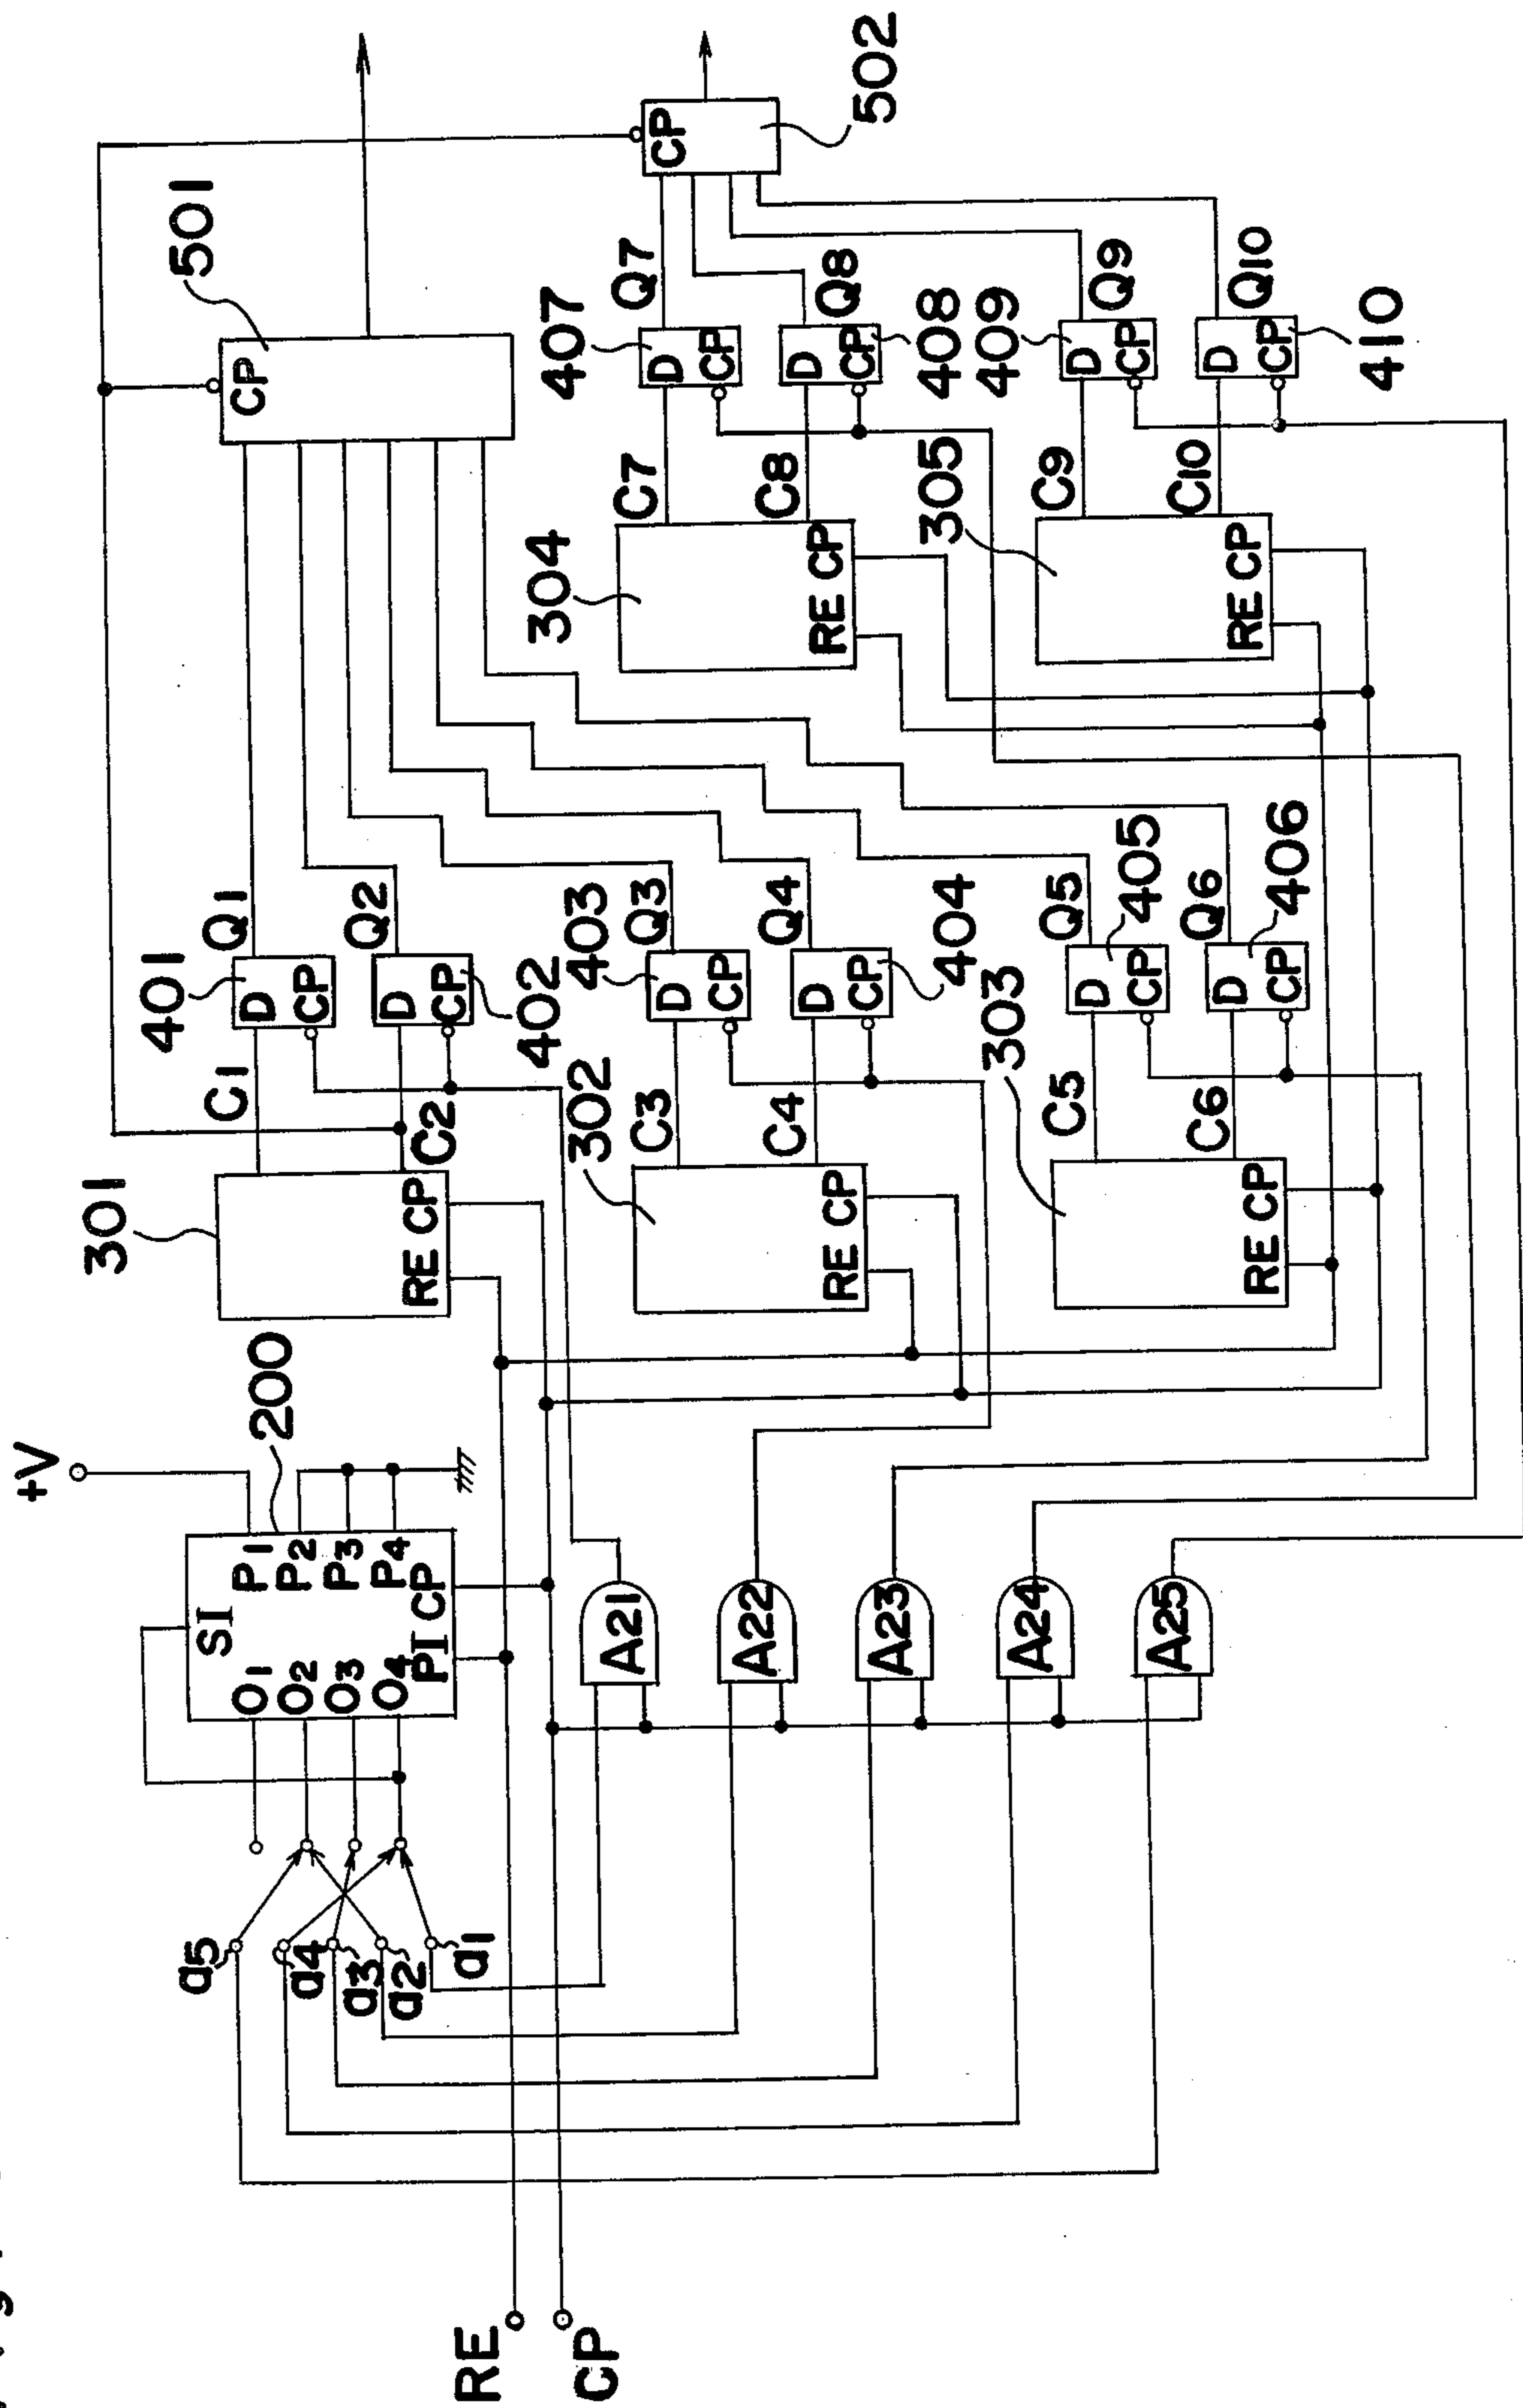 +V
200
SI
O1 P1
O2 P2
O3 P3
O4 P4
PI CP
a5
a4
a3
a2
a1
RE
CP
A21
A22
A23
A24
A25
301
RE CP
C1
C2
401
D
CP
Q1
402
D
CP
Q2
302
RE CP
C3
C4
403
D
CP
Q3
404
D
CP
Q4
303
RE CP
C5
C6
405
D
CP
Q5
406
D
CP
Q6
304
RE CP
C7
C8
407
D
CP
Q7
408
D
CP
Q8
305
RE CP
C9
C10
409
D
CP
Q9
410
D
CP
Q10
501
CP
502
CP